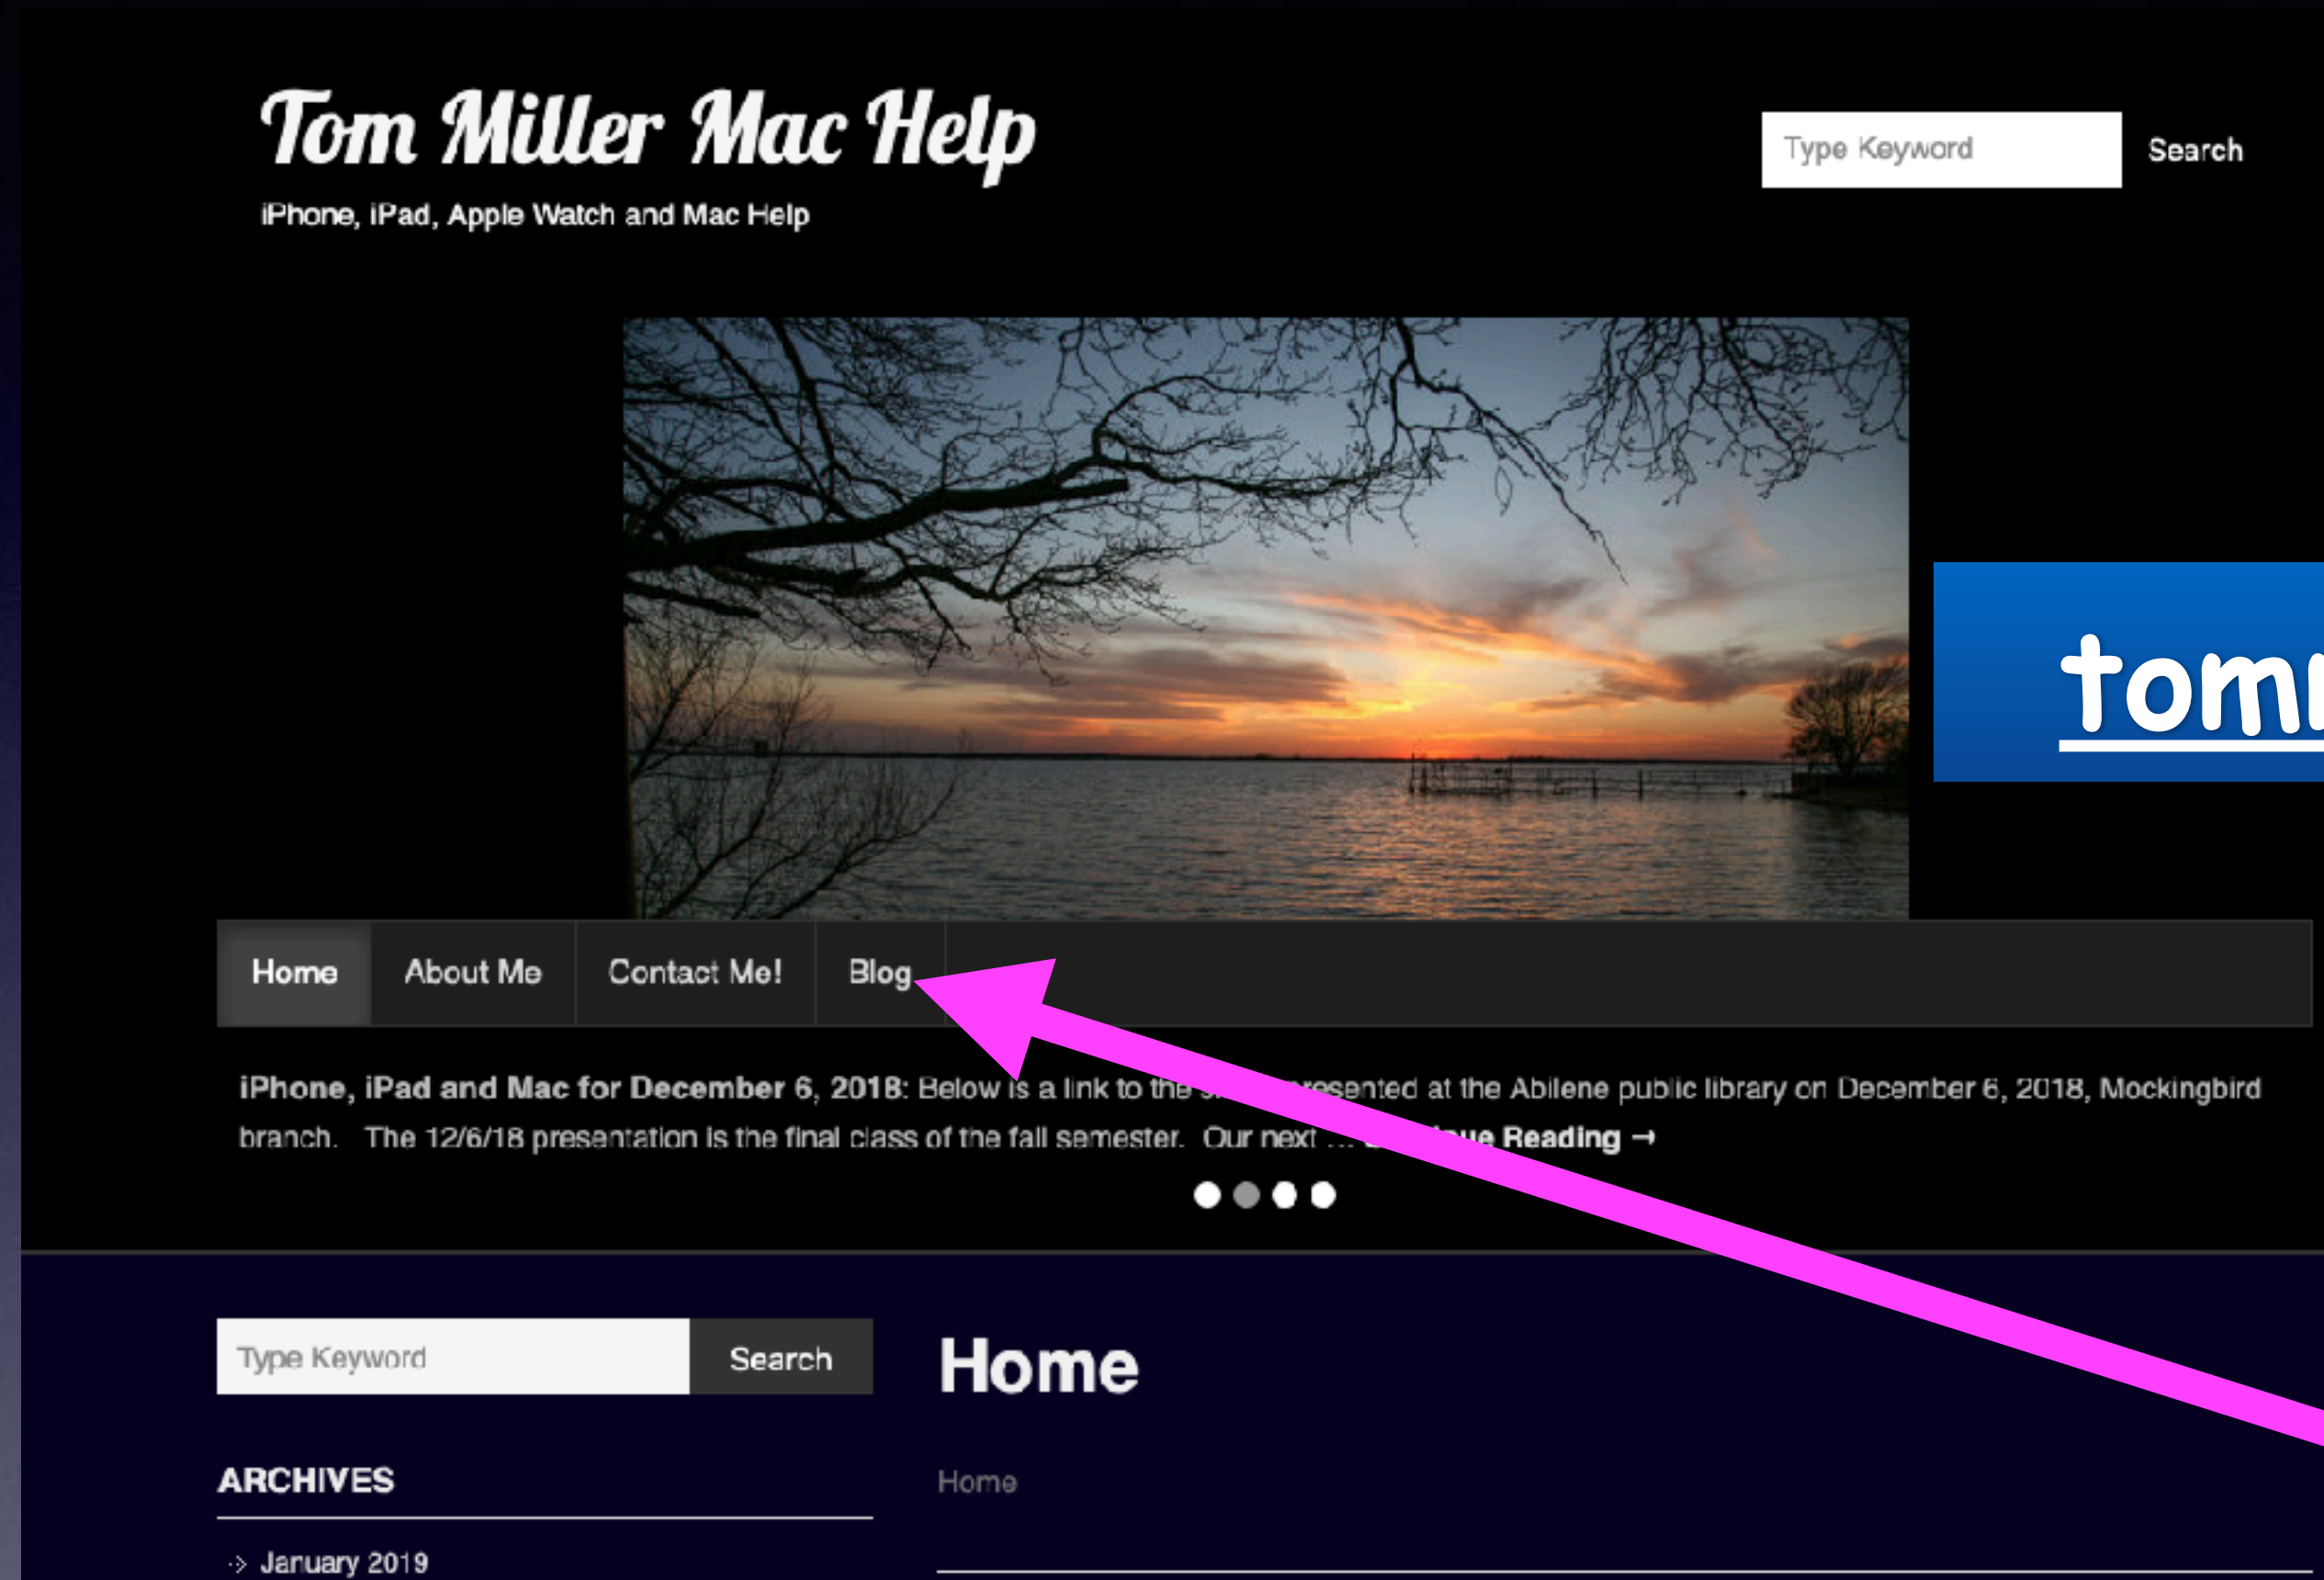 Tom Miller Mac Help
Type Keyword
Search
iPhone, iPad, Apple Watch and Mac Help
Home
About Me
Contact Me!
Blog
iPhone, iPad and Mac for December 6, 2018: Below is a link to the presented at the Abilene public library on December 6, 2018, Mockingbird
branch. The 12/6/18 presentation is the final class of the fall semester. Our next ... Reading →
Type Keyword
Search
Home
ARCHIVES
Home
January 2019